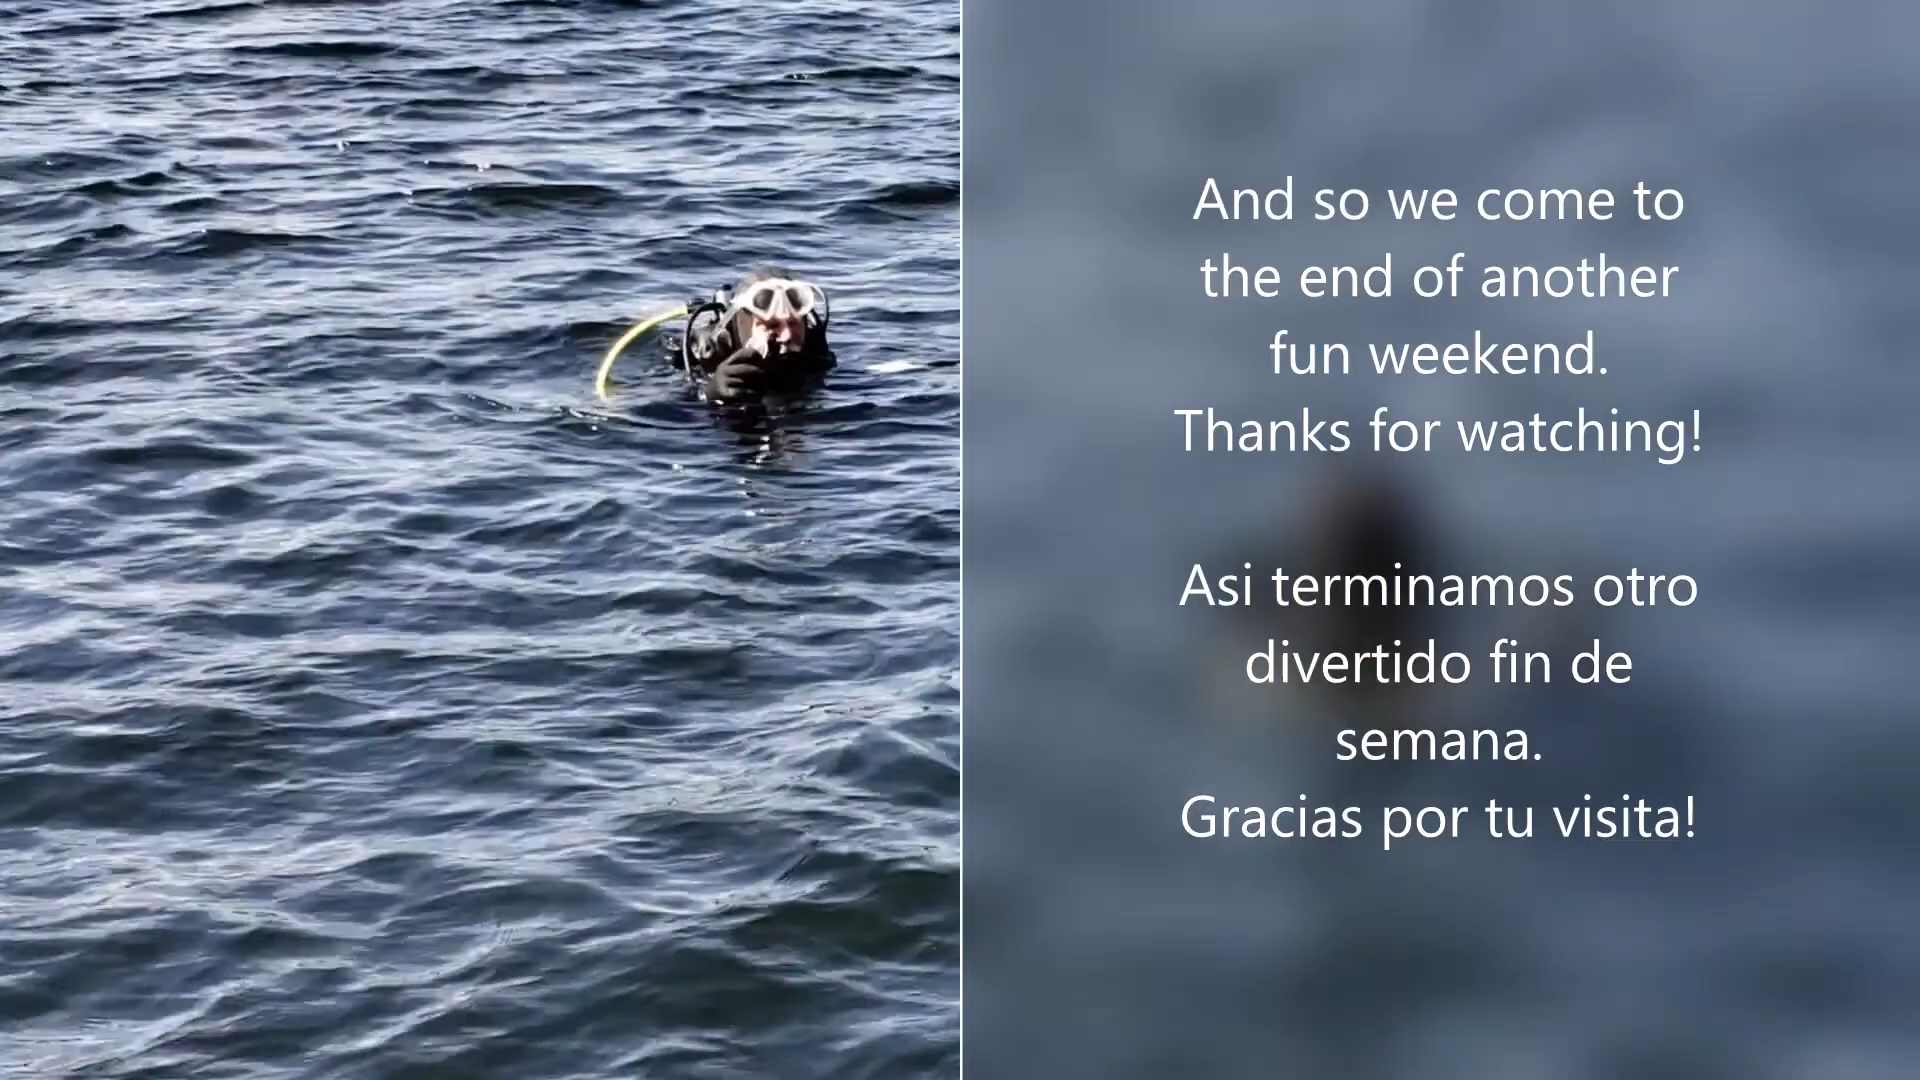 And so we come to
the end of another
fun weekend.
Thanks for watching!
Asi terminamos otro
divertido fin de
semana.
Gracias por tu visita!